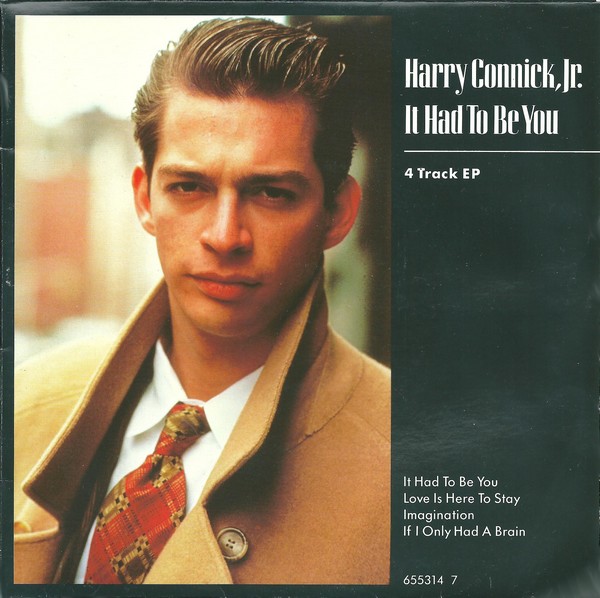 Harry Connick, Jr.
It Had To Be You
4 Track EP
It Had To Be You
Love Is Here To Stay
Imagination
If I Only Had A Brain
655314 7